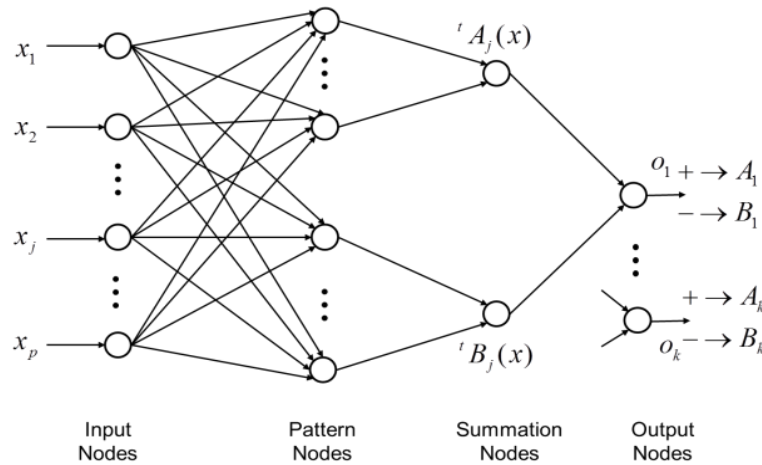 x₁
x₂
xⱼ
xₚ
ᵗAⱼ(x)
ᵗBⱼ(x)
o₁ + → A₁
− → B₁
+ → Aₖ
oₖ − → Bₖ
Input Nodes
Pattern Nodes
Summation Nodes
Output Nodes